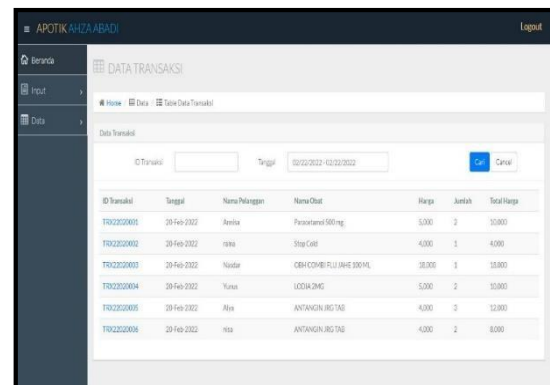 APOTIK AHZA ABADI Logout
Beranda
Input
Data
DATA TRANSAKSI
Home / Data / Table Data Transaksi
Data Transaksi
ID Transaksi Tanggal 02/22/2022 - 02/22/2022 Cari Cancel
ID Transaksi Tanggal Nama Pelanggan Nama Obat Harga Jumlah Total Harga
TRX22020001 20-Feb-2022 Annisa Paracetamol 500 mg 5,000 2 10,000
TRX22020002 20-Feb-2022 Stop Cold 4,000 1 4,000
TRX22020003 20-Feb-2022 OBH COMBI FLU JAHE 100 ML 18,000 1 18,000
TRX22020004 20-Feb-2022 Yunus LODIA 2MG 5,000 2 10,000
TRX22020005 20-Feb-2022 Alya ANTANGIN JRG TAB 4,000 3 12,000
TRX22020006 20-Feb-2022 nisa ANTANGIN JRG TAB 4,000 2 8,000